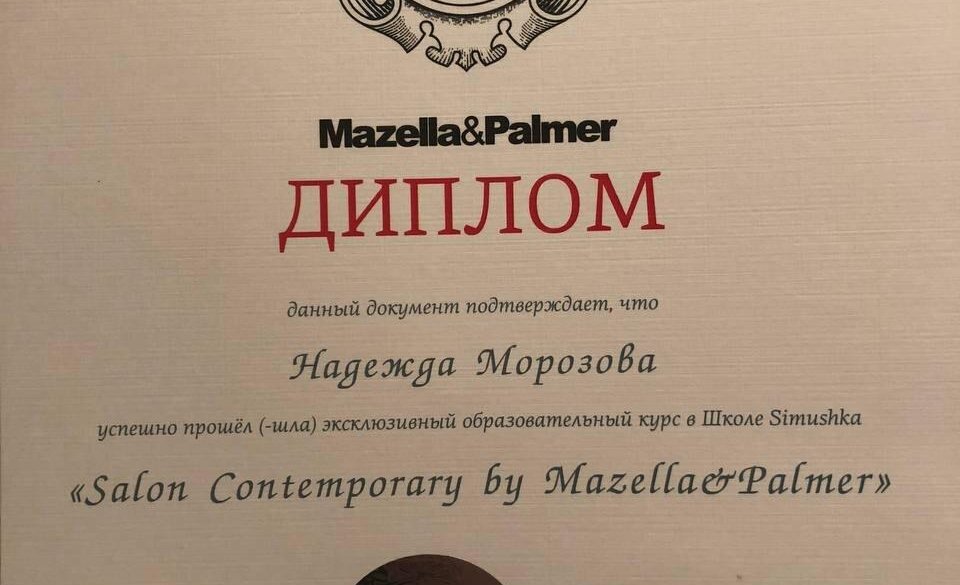 Mazella&Palmer
ДИПЛОМ
данный документ подтверждает, что
Надежда Морозова
успешно прошёл (-шла) эксклюзивный образовательный курс в Школе Simushka
«Salon Contemporary by Mazella&Palmer»